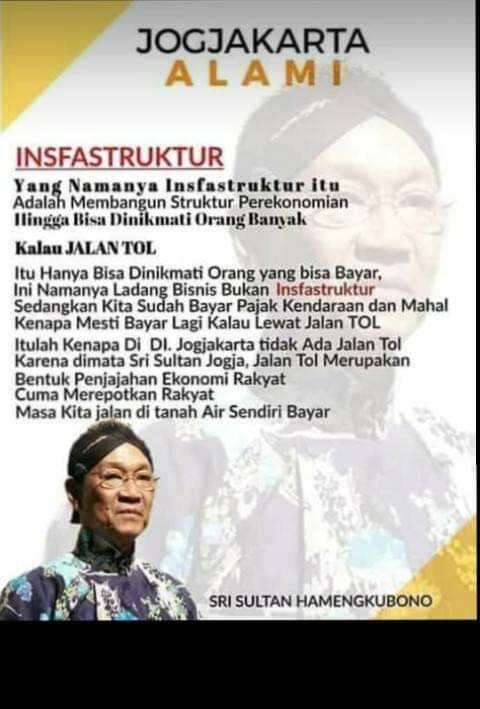 JOGJAKARTA
ALAMI
INSFASTRUKTUR
Yang Namanya Insfastruktur itu
Adalah Membangun Struktur Perekonomian
Hingga Bisa Dinikmati Orang Banyak
Kalau JALAN TOL
Itu Hanya Bisa Dinikmati Orang yang bisa Bayar,
Ini Namanya Ladang Bisnis Bukan Insfastruktur
Sedangkan Kita Sudah Bayar Pajak Kendaraan dan Mahal
Kenapa Mesti Bayar Lagi Kalau Lewat Jalan TOL
Itulah Kenapa Di DI. Jogjakarta tidak Ada Jalan Tol
Karena dimata Sri Sultan Jogja, Jalan Tol Merupakan
Bentuk Penjajahan Ekonomi Rakyat
Cuma Merepotkan Rakyat
Masa Kita jalan di tanah Air Sendiri Bayar
SRI SULTAN HAMENGKUBONO